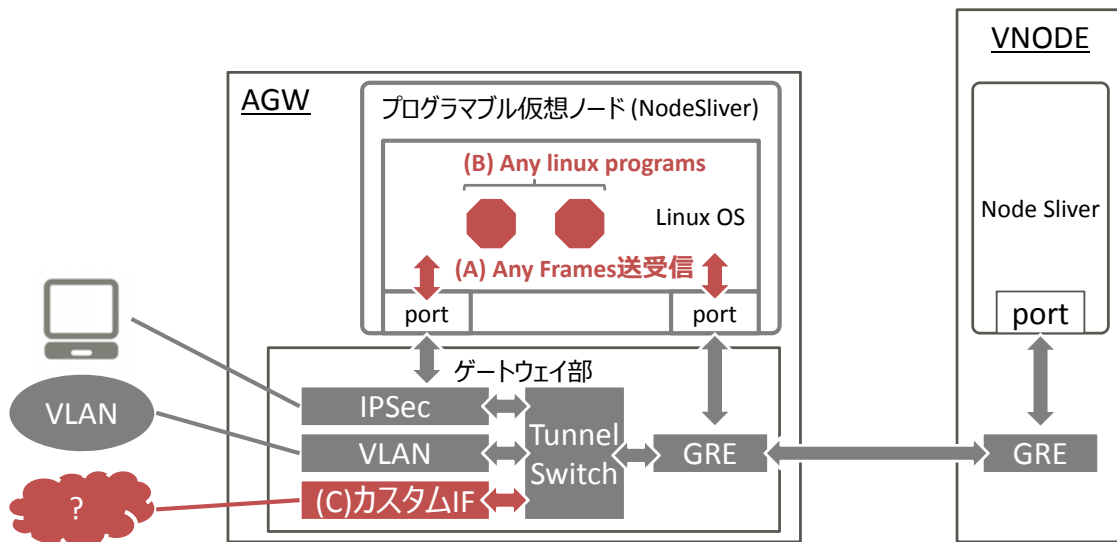 VNODE
AGW
プログラマブル仮想ノード (NodeSliver)
(B) Any linux programs
Linux OS
Node Sliver
(A) Any Frames送受信
port
port
port
ゲートウェイ部
VLAN
IPSec
VLAN
Tunnel
Switch
GRE
GRE
?
(C)カスタムIF